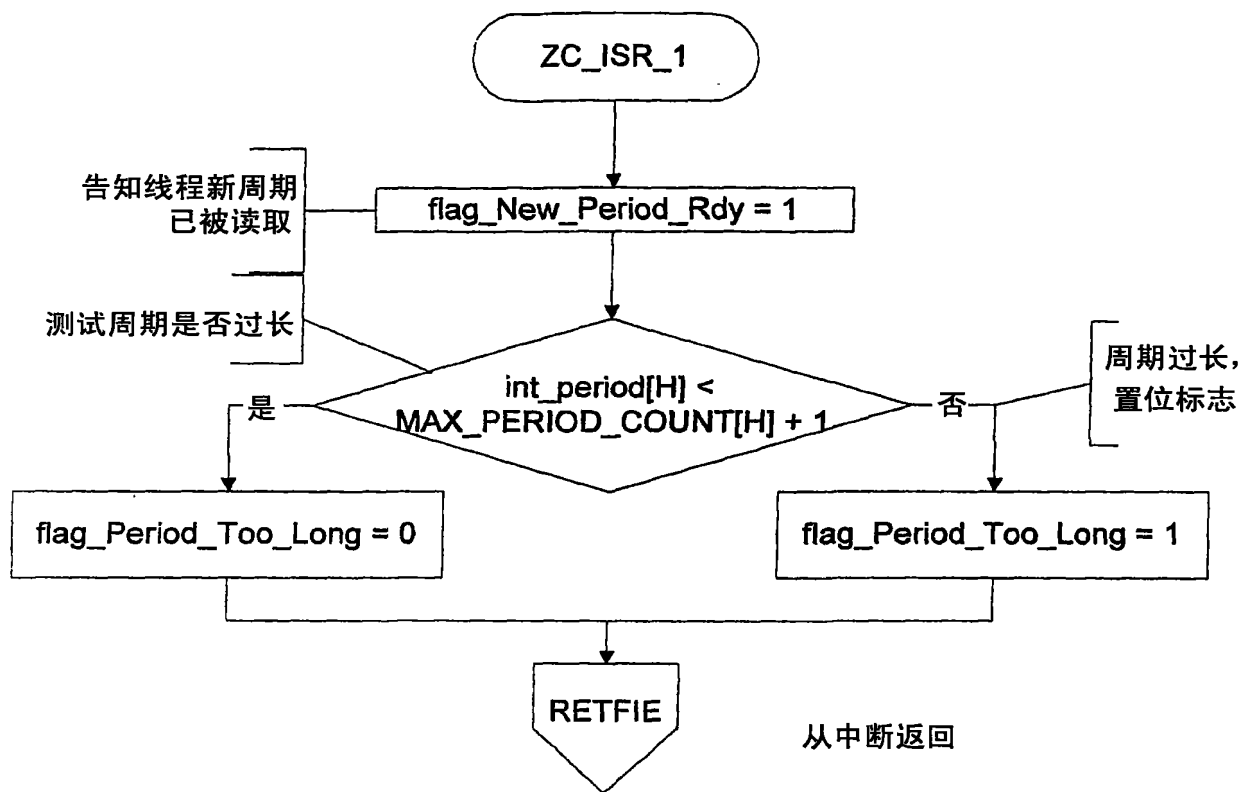 ZC_ISR_1
告知线程新周期
已被读取
flag_New_Period_Rdy = 1
测试周期是否过长
int_period[H] <
MAX_PERIOD_COUNT[H] + 1
是
否
周期过长，
置位标志
flag_Period_Too_Long = 0
flag_Period_Too_Long = 1
RETFIE
从中断返回